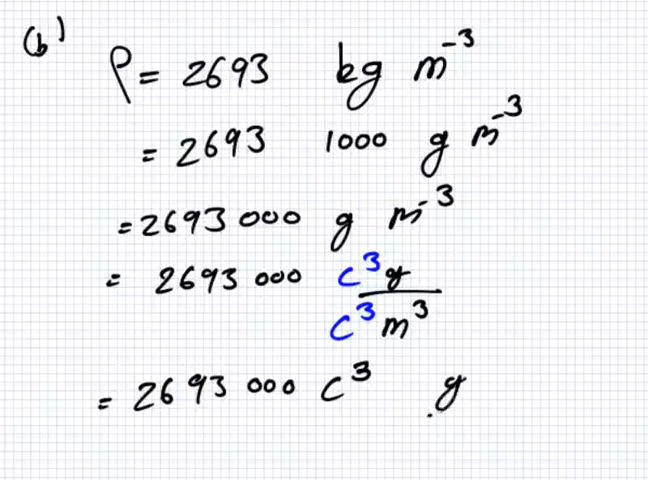 (b) ρ = 2693 kg m⁻³
= 2693 1000 g m⁻³
= 2693 000 g m⁻³
= 2693 000 c³g / c³m³
= 2693 000 c³ g